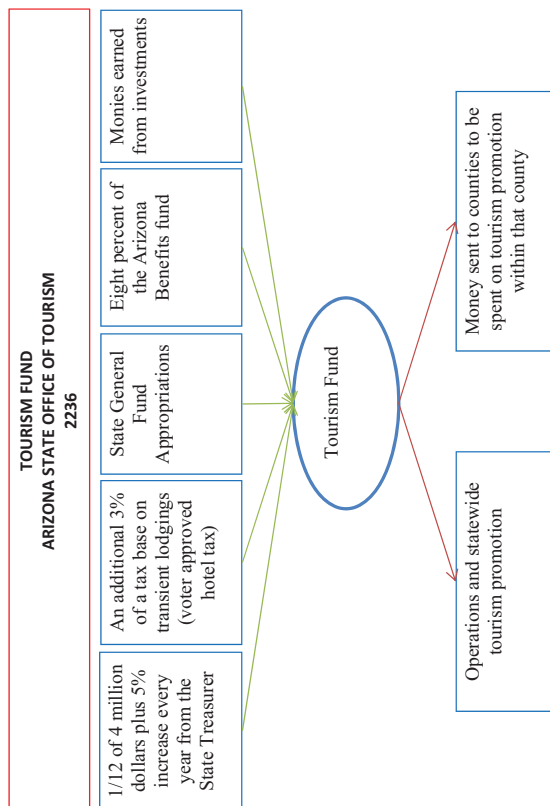 TOURISM FUND
ARIZONA STATE OFFICE OF TOURISM
2236
1/12 of 4 million
dollars plus 5%
increase every
year from the
State Treasurer
An additional 3%
of a tax base on
transient lodgings
(voter approved
hotel tax)
State General
Fund
Appropriations
Eight percent of
the Arizona
Benefits fund
Monies earned
from investments
Tourism Fund
Operations and statewide
tourism promotion
Money sent to counties to be
spent on tourism promotion
within that county